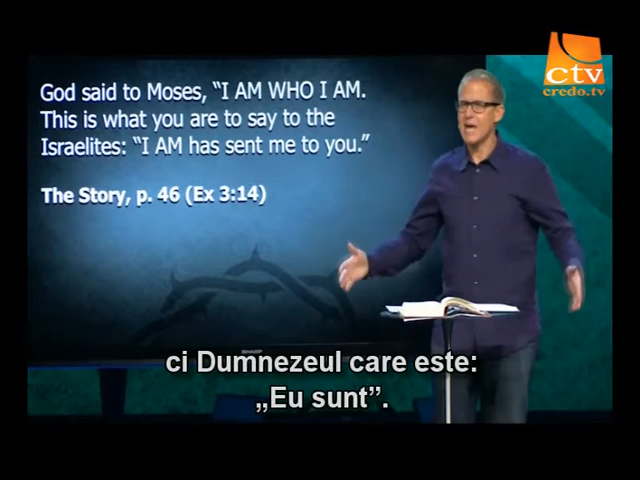 ctv
credo.tv
God said to Moses, “I AM WHO I AM.
This is what you are to say to the
Israelites: “I AM has sent me to you.”
The Story, p. 46 (Ex 3:14)
SHARP
ci Dumnezeul care este:
„Eu sunt”.